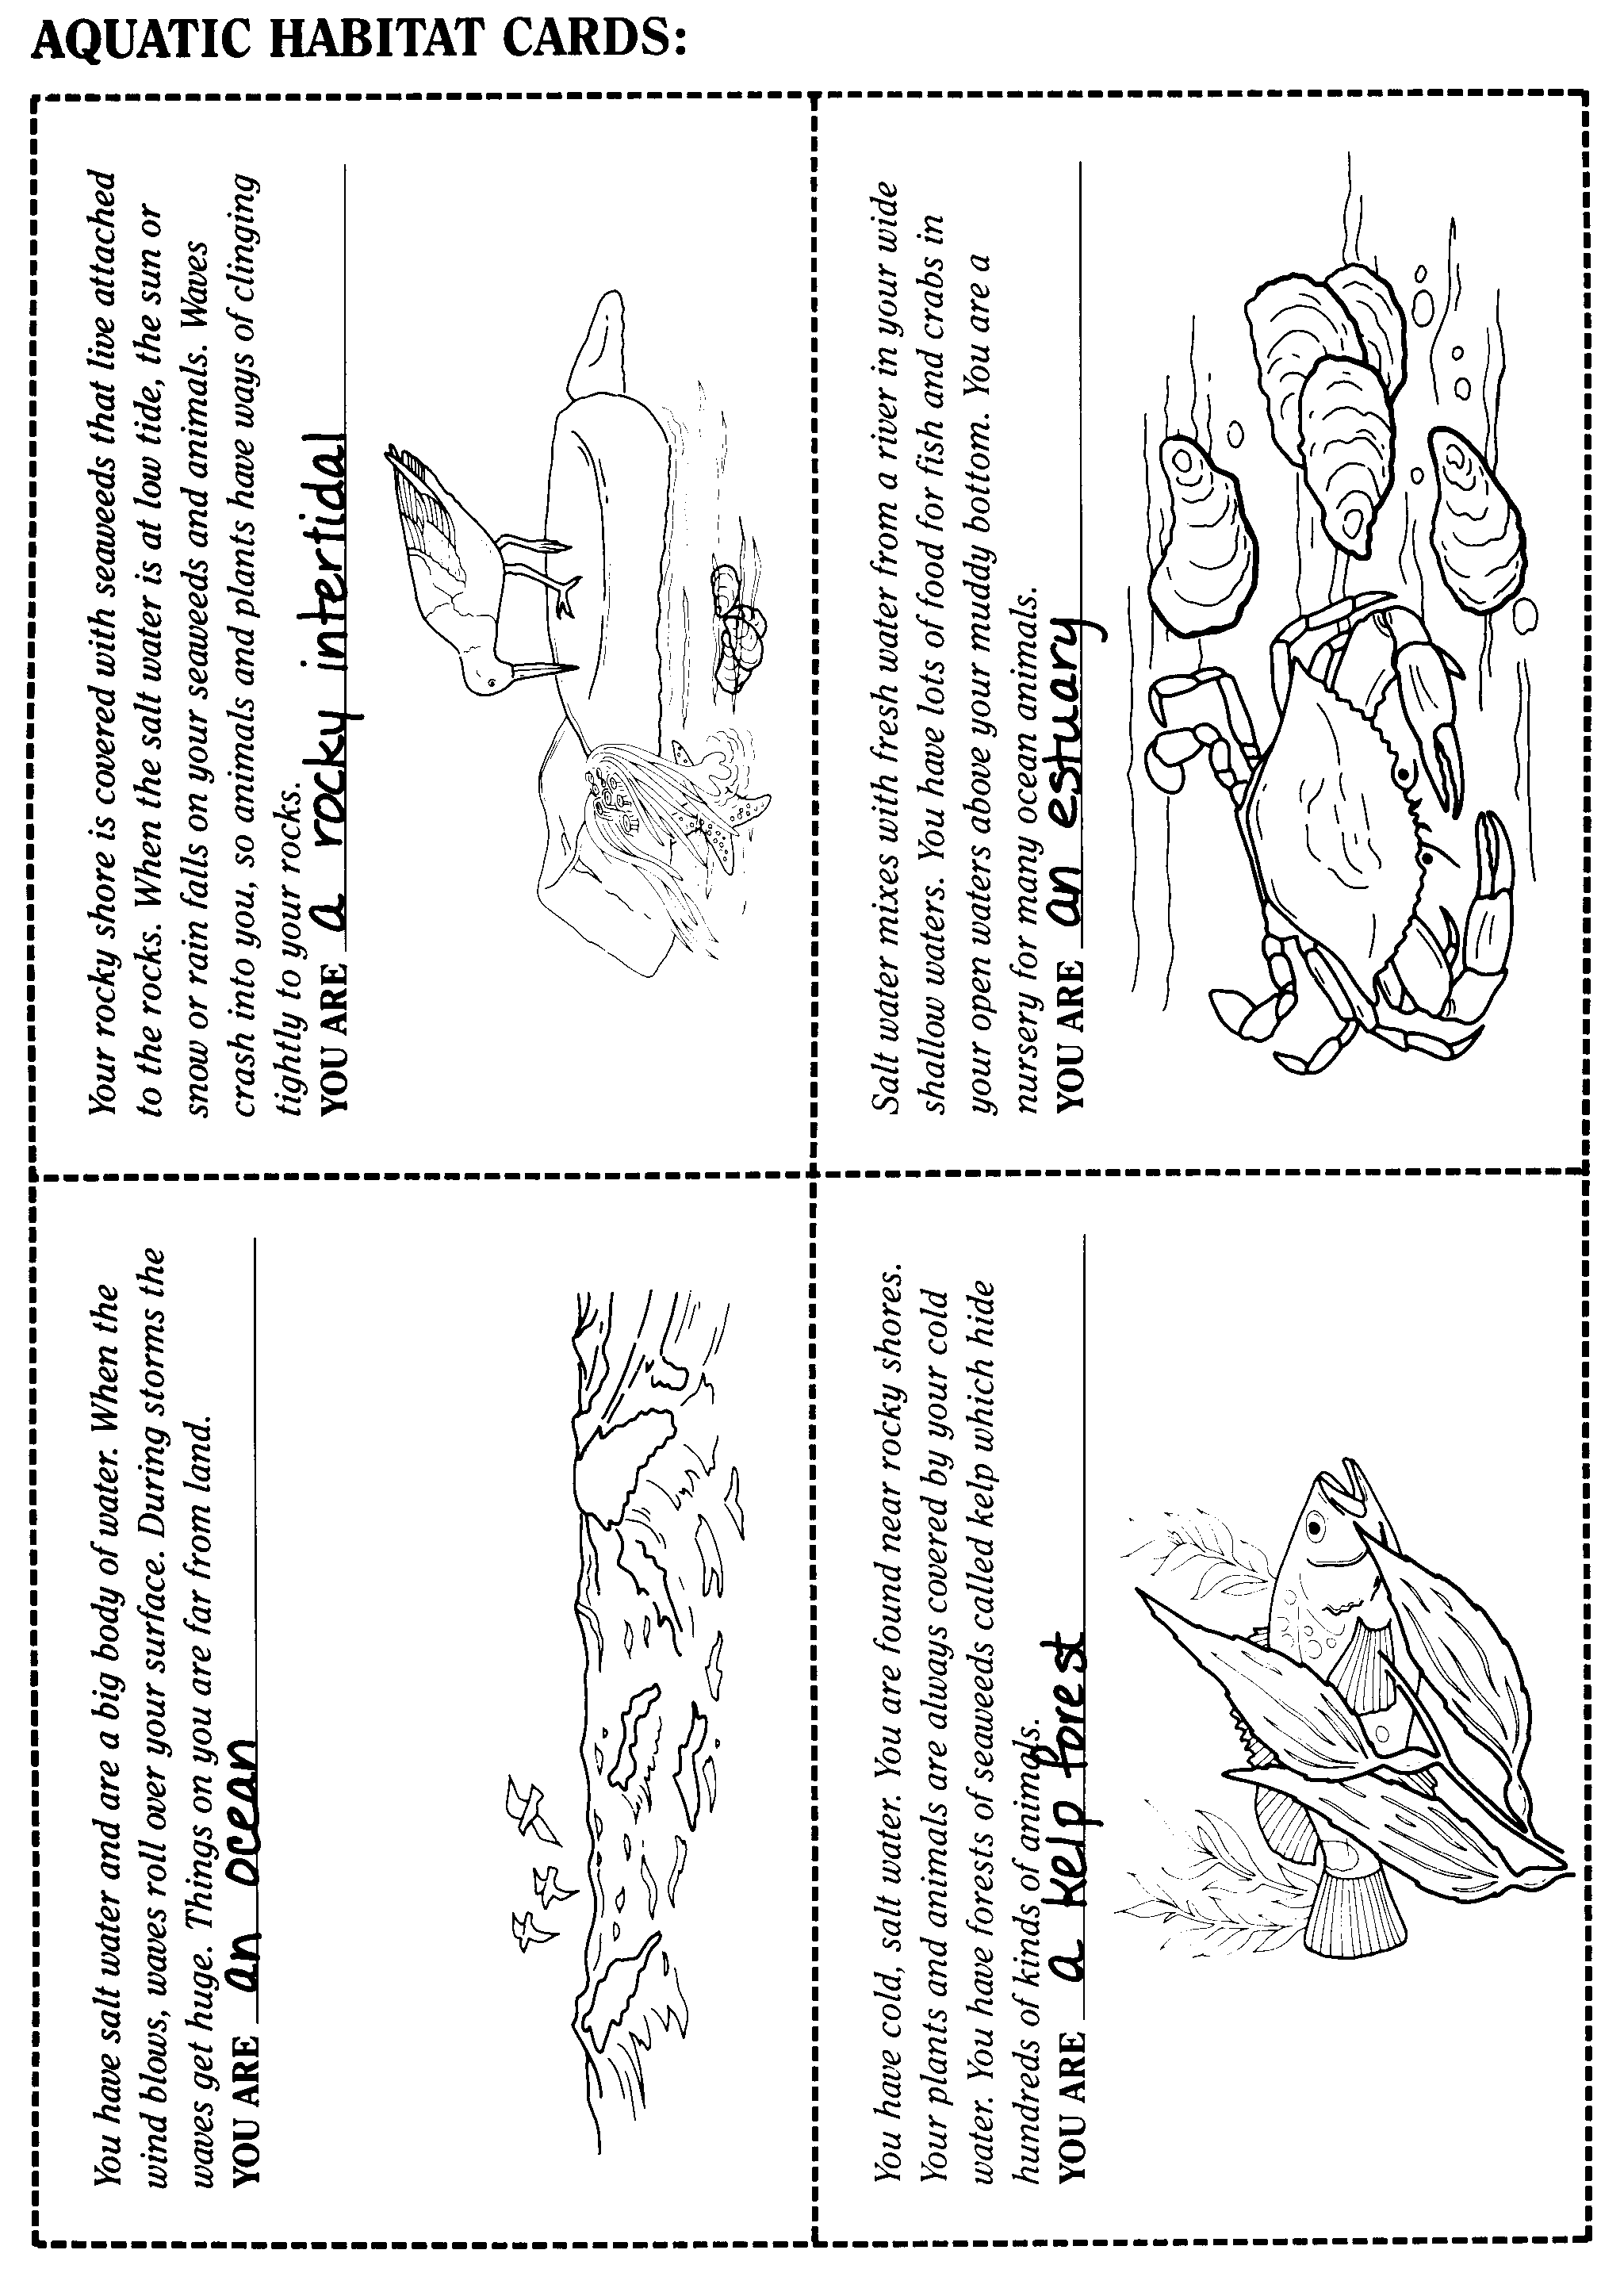 AQUATIC HABITAT CARDS:
Your rocky shore is covered with seaweeds that live attached
to the rocks. When the salt water is at low tide, the sun or
snow or rain falls on your seaweeds and animals. Waves
crash into you, so animals and plants have ways of clinging
tightly to your rocks.
YOU ARE a rocky intertidal
Salt water mixes with fresh water from a river in your wide
shallow waters. You have lots of food for fish and crabs in
your open waters above your muddy bottom. You are a
nursery for many ocean animals.
YOU ARE an estuary
You have salt water and are a big body of water. When the
wind blows, waves roll over your surface. During storms the
waves get huge. Things on you are far from land.
YOU ARE an ocean
You have cold, salt water. You are found near rocky shores.
Your plants and animals are always covered by your cold
water. You have forests of seaweeds called kelp which hide
hundreds of kinds of animals.
YOU ARE a kelp forest